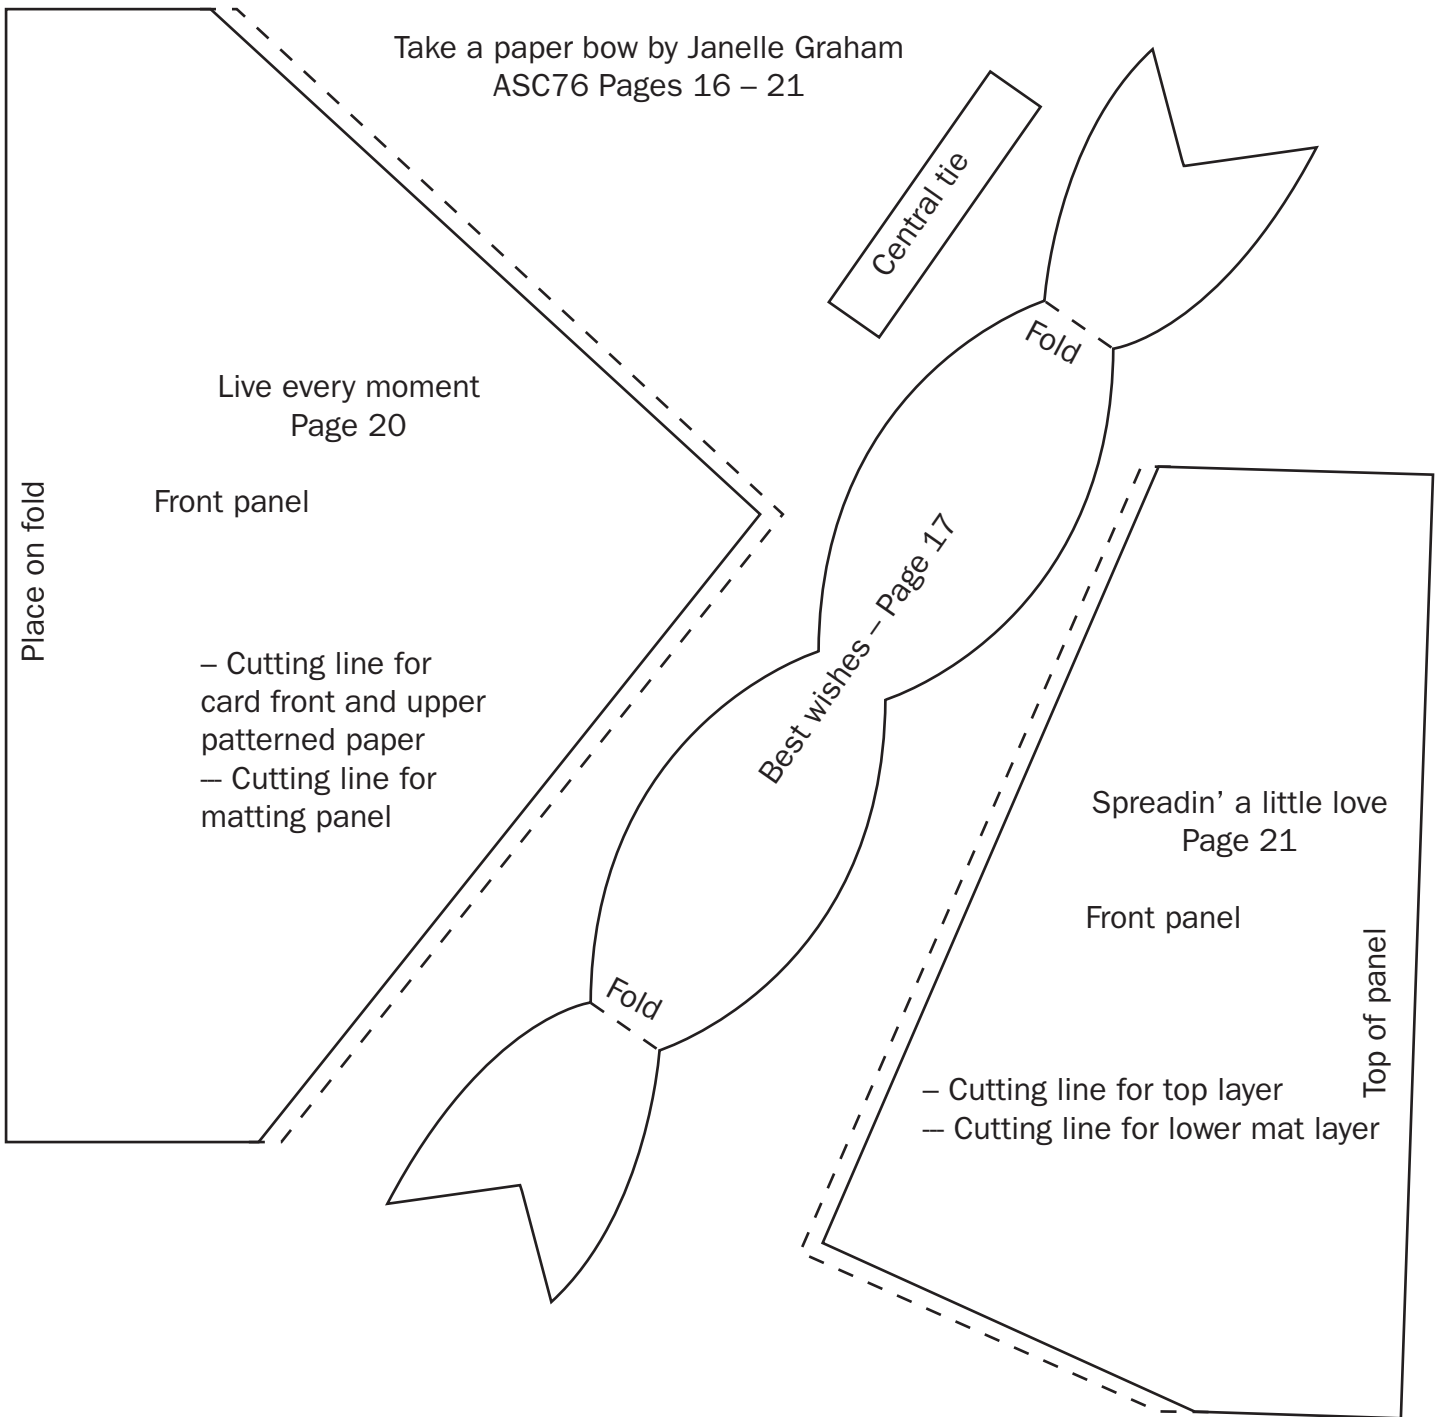 Take a paper bow by Janelle Graham
ASC76 Pages 16 – 21
Central tie
Fold
Live every moment
Page 20
Front panel
Place on fold
– Cutting line for
card front and upper
patterned paper
--- Cutting line for
matting panel
Best wishes – Page 17
Fold
Spreadin’ a little love
Page 21
Front panel
Top of panel
– Cutting line for top layer
--- Cutting line for lower mat layer